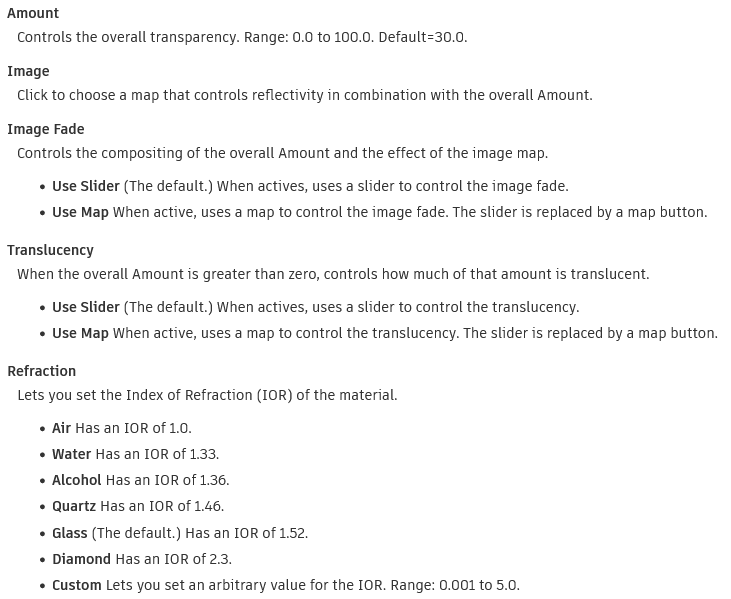 Amount
Controls the overall transparency. Range: 0.0 to 100.0. Default=30.0.
Image
Click to choose a map that controls reflectivity in combination with the overall Amount.
Image Fade
Controls the compositing of the overall Amount and the effect of the image map.
• Use Slider (The default.) When actives, uses a slider to control the image fade.
• Use Map When active, uses a map to control the image fade. The slider is replaced by a map button.
Translucency
When the overall Amount is greater than zero, controls how much of that amount is translucent.
• Use Slider (The default.) When actives, uses a slider to control the translucency.
• Use Map When active, uses a map to control the translucency. The slider is replaced by a map button.
Refraction
Lets you set the Index of Refraction (IOR) of the material.
• Air Has an IOR of 1.0.
• Water Has an IOR of 1.33.
• Alcohol Has an IOR of 1.36.
• Quartz Has an IOR of 1.46.
• Glass (The default.) Has an IOR of 1.52.
• Diamond Has an IOR of 2.3.
• Custom Lets you set an arbitrary value for the IOR. Range: 0.001 to 5.0.